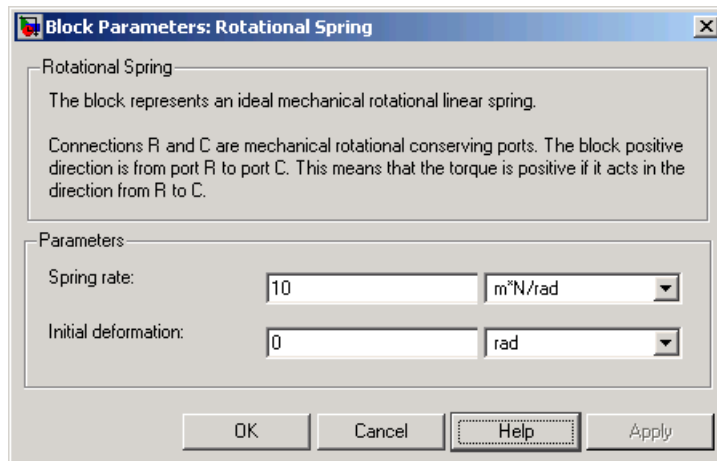 Block Parameters: Rotational Spring
Rotational Spring
The block represents an ideal mechanical rotational linear spring.
Connections R and C are mechanical rotational conserving ports. The block positive
direction is from port R to port C. This means that the torque is positive if it acts in the
direction from R to C.
Parameters
Spring rate: 10 m*N/rad
Initial deformation: 0 rad
OK Cancel Help Apply